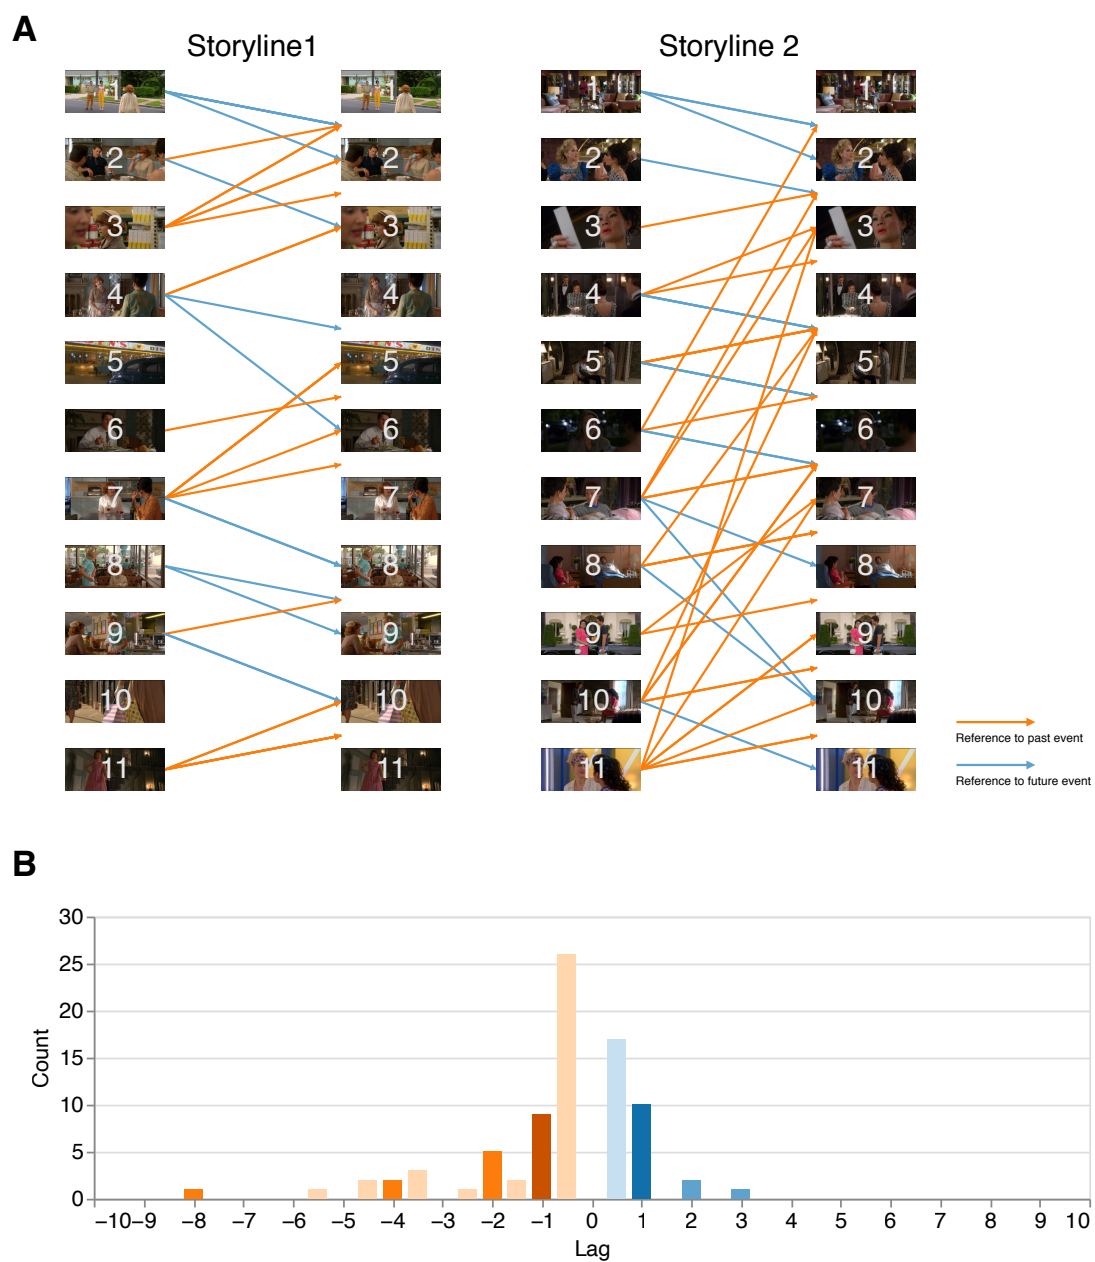 A
Storyline1
Storyline 2
1 1 1 1
2 2 2 2
3 3 3 3
4 4 4 4
5 5 5 5
6 6 6 6
7 7 7 7
8 8 8 8
9 9 9 9
10 10 10 10
11 11 11 11
Reference to past event
Reference to future event
B
30
25
20
15
10
5
0
Count
–10 –9 –8 –7 –6 –5 –4 –3 –2 –1 0 1 2 3 4 5 6 7 8 9 10
Lag